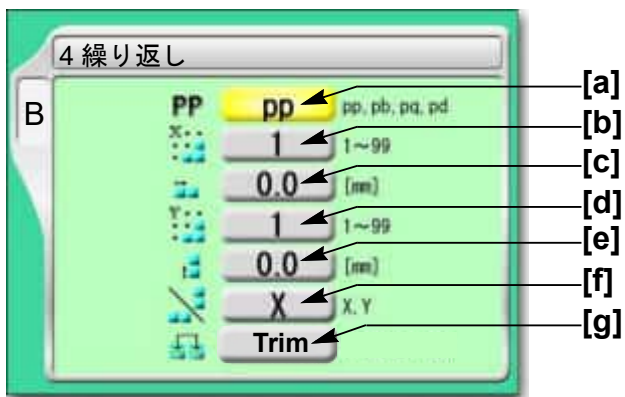 4 繰り返し
B
PP pp pp, pb, pq, pd [a]
X 1 1～99 [b]
0.0 [mm] [c]
Y 1 1～99 [d]
0.0 [mm] [e]
X X, Y [f]
Trim [g]